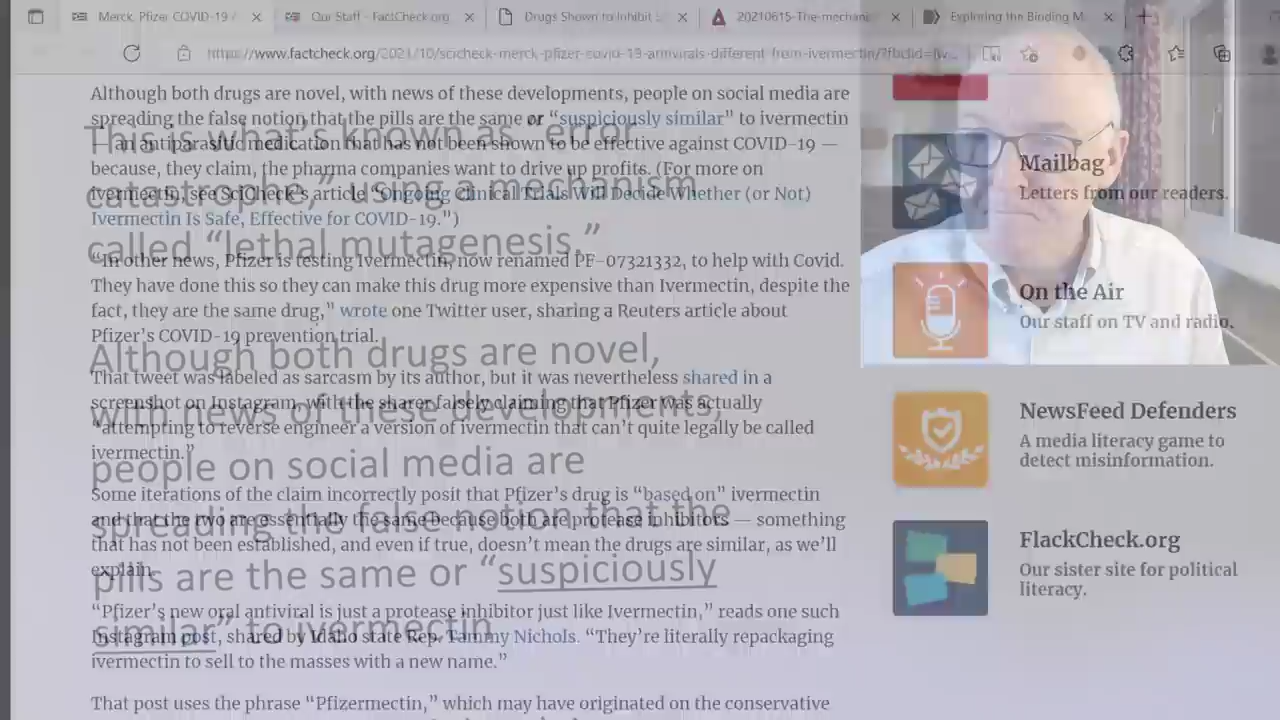 Merck, Pfizer COVID-19 /
Our Staff - FactCheck.org
Drugs Shown to Inhibit
20210615-The-mechan
Exploring the Binding M
https://www.factcheck.org/2021/10/scicheck-merck-pfizer-covid-19-antivirals-different-from-ivermectin/?fbclid=Iw...
Although both drugs are novel, with news of these developments, people on social media are
spreading the false notion that the pills are the same or “suspiciously similar” to ivermectin
— an antiparasitic medication that has not been shown to be effective against COVID-19 —
because, they claim, the pharma companies want to drive up profits. (For more on
ivermectin, see SciCheck’s article “Ongoing Clinical Trials Will Decide Whether (or Not)
Ivermectin Is Safe, Effective for COVID-19.”)
“In other news, Pfizer is testing Ivermectin, now renamed PF-07321332, to help with Covid.
They have done this so they can make this drug more expensive than Ivermectin, despite the
fact, they are the same drug,” wrote one Twitter user, sharing a Reuters article about
Pfizer’s COVID-19 prevention trial.
That tweet was labeled as sarcasm by its author, but it was nevertheless shared in a
screenshot on Instagram, with the sharer falsely claiming that Pfizer was actually
“attempting to reverse engineer a version of ivermectin that can’t quite legally be called
ivermectin.”
Some iterations of the claim incorrectly posit that Pfizer’s drug is “based on” ivermectin
and that the two are essentially the same because both are protease inhibitors — something
that has not been established, and even if true, doesn’t mean the drugs are similar, as we’ll
explain.
“Pfizer’s new oral antiviral is just a protease inhibitor just like Ivermectin,” reads one such
Instagram post, shared by Idaho state Rep. Tammy Nichols. “They’re literally repackaging
ivermectin to sell to the masses with a new name.”
That post uses the phrase “Pfizermectin,” which may have originated on the conservative
This is what’s known as “error
catastrophe,” using a mechanism
called “lethal mutagenesis.”
Although both drugs are novel,
with news of these developments,
people on social media are
spreading the false notion that the
pills are the same or “suspiciously
similar” to ivermectin
Mailbag
Letters from our readers.
On the Air
Our staff on TV and radio.
NewsFeed Defenders
A media literacy game to
detect misinformation.
FlackCheck.org
Our sister site for political
literacy.